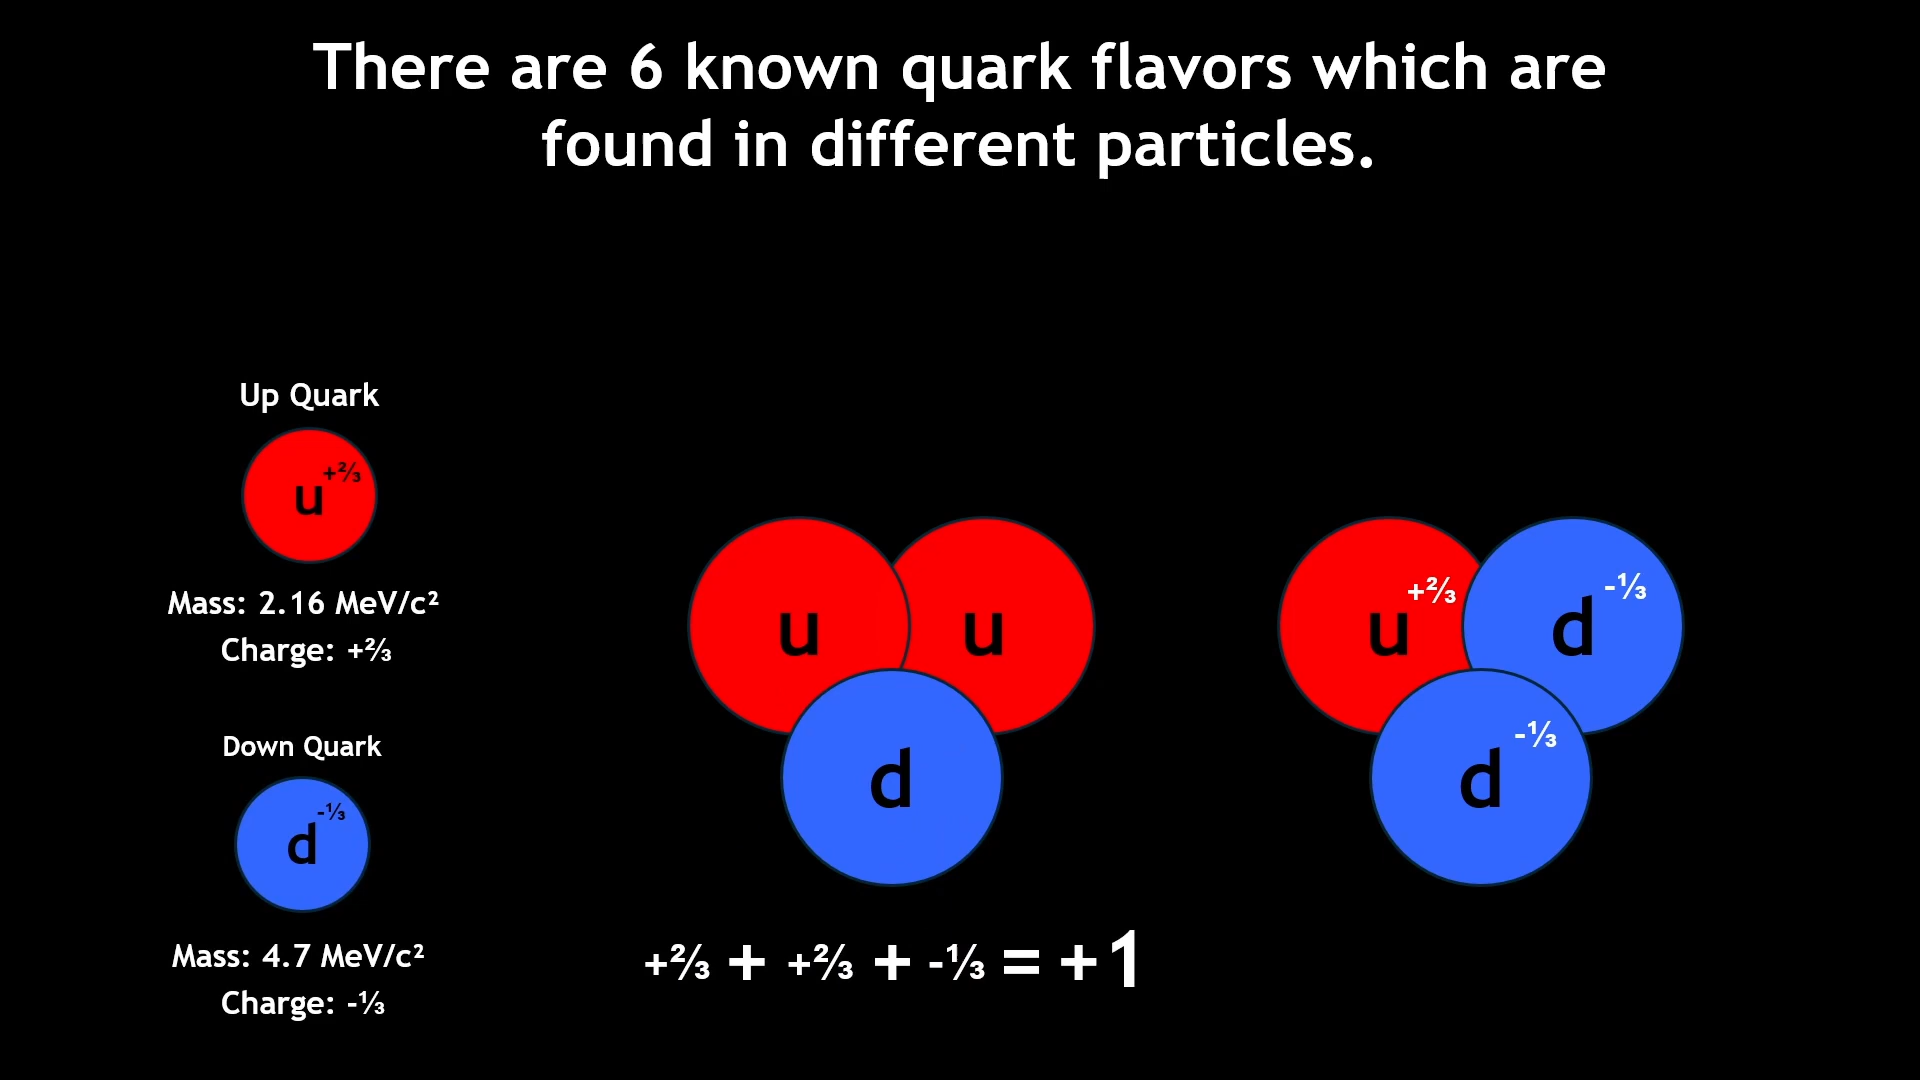 There are 6 known quark flavors which are
found in different particles.
Up Quark
u +⅔
Mass: 2.16 MeV/c²
Charge: +⅔
Down Quark
d -⅓
Mass: 4.7 MeV/c²
Charge: -⅓
u u
d
+⅔ + +⅔ + -⅓ = +1
u +⅔ d -⅓
d -⅓